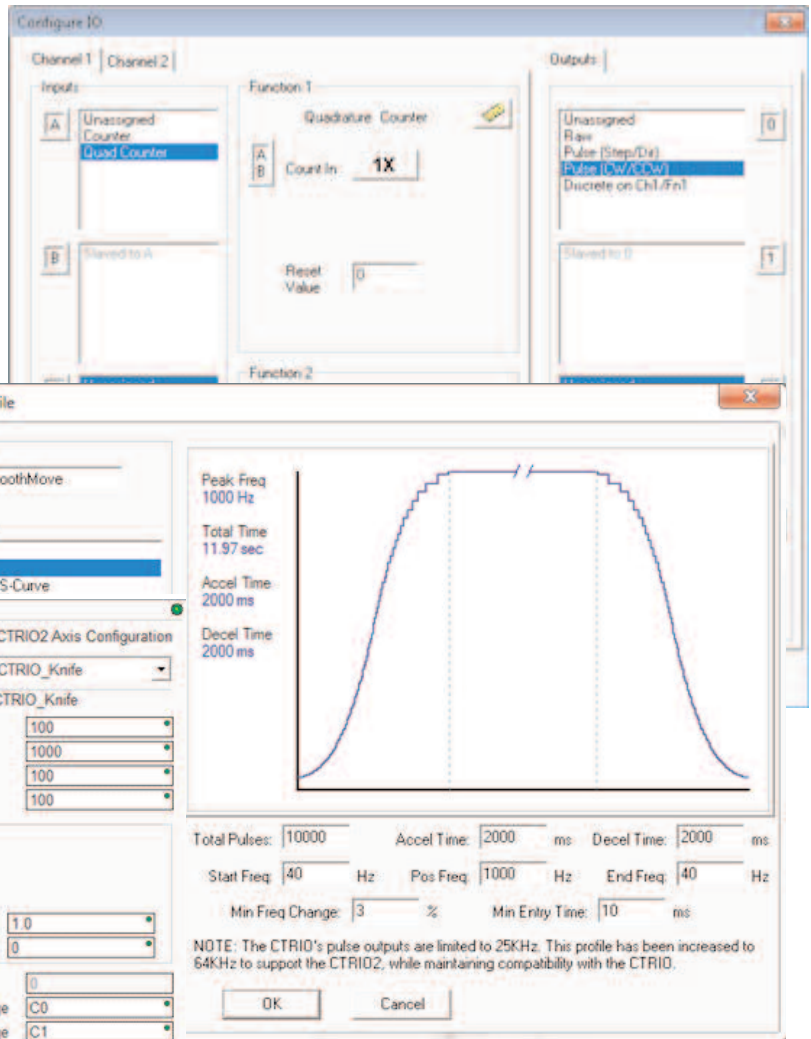 Configure IO
Channel 1
Channel 2
Outputs
Inputs
Function 1
A
Unassigned
Counter
Quad Counter
Quadrature Counter
A
B
Count In:
1X
Unassigned
Raw
Pulse (Step/Dir)
Pulse (CW/CCW)
Discrete on Ch1/Fn1
0
B
Slaved to A
Reset
Value
0
Slaved to 0
1
Function 2
ile
oothMove
S-Curve
Peak Freq
1000 Hz
Total Time
11.97 sec
Accel Time
2000 ms
Decel Time
2000 ms
CTRIO2 Axis Configuration
CTRIO_Knife
CTRIO_Knife
100
1000
100
100
1.0
0
0
ge C0
ge C1
Total Pulses: 10000 Accel Time: 2000 ms Decel Time: 2000 ms
Start Freq: 40 Hz Pos Freq: 1000 Hz End Freq: 40 Hz
Min Freq Change: 3 % Min Entry Time: 10 ms
NOTE: The CTRIO's pulse outputs are limited to 25KHz. This profile has been increased to
64KHz to support the CTRIO2, while maintaining compatibility with the CTRIO.
OK Cancel